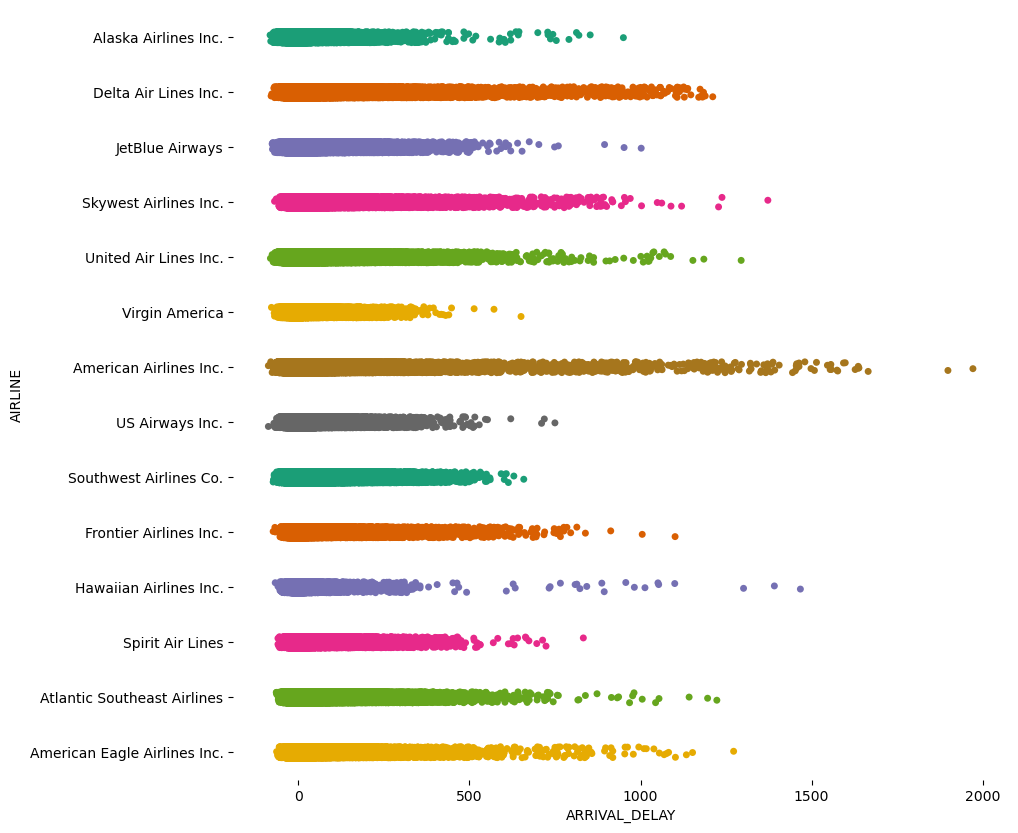 AIRLINE
Alaska Airlines Inc.
Delta Air Lines Inc.
JetBlue Airways
Skywest Airlines Inc.
United Air Lines Inc.
Virgin America
American Airlines Inc.
US Airways Inc.
Southwest Airlines Co.
Frontier Airlines Inc.
Hawaiian Airlines Inc.
Spirit Air Lines
Atlantic Southeast Airlines
American Eagle Airlines Inc.
0 500 1000 1500 2000
ARRIVAL_DELAY